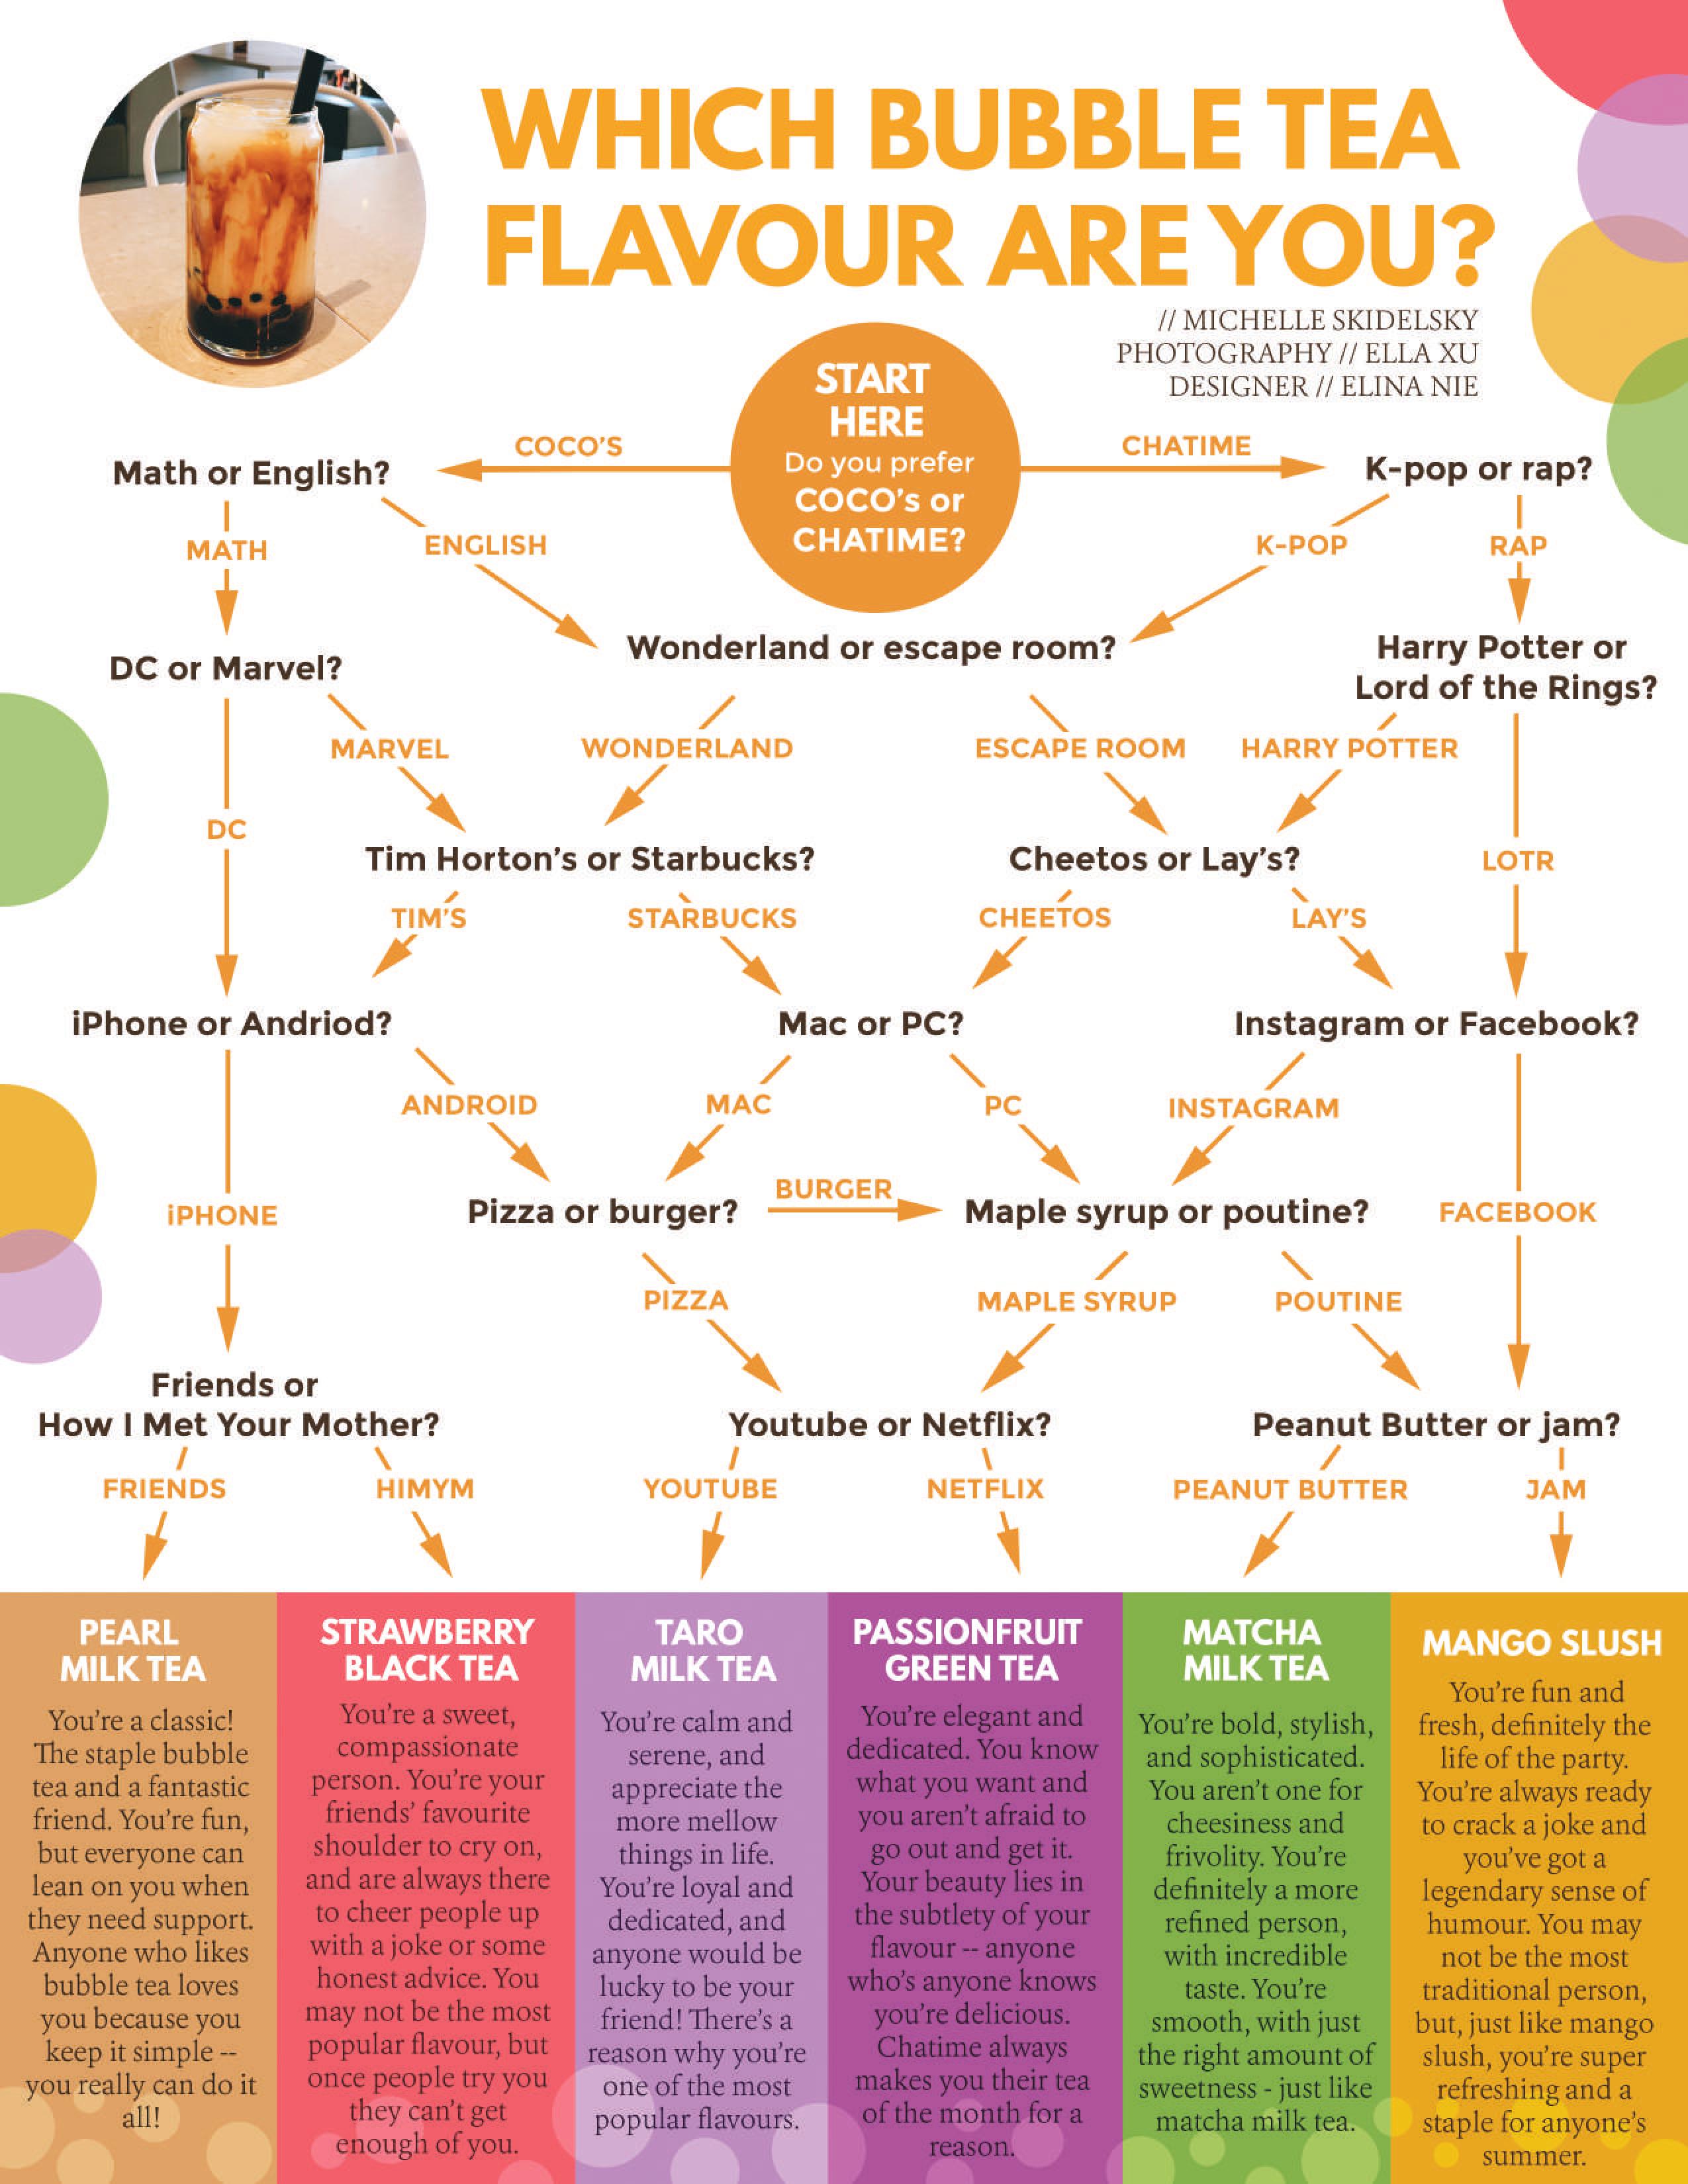 WHICH BUBBLE TEA
FLAVOUR ARE YOU?
// MICHELLE SKIDELSKY
PHOTOGRAPHY // ELLA XU
DESIGNER // ELINA NIE
START
HERE
Do you prefer
COCO's or
CHATIME?
COCO'S
CHATIME
Math or English?
K-pop or rap?
MATH
ENGLISH
K-POP
RAP
DC or Marvel?
Wonderland or escape room?
Harry Potter or
Lord of the Rings?
MARVEL
WONDERLAND
ESCAPE ROOM
HARRY POTTER
DC
LOTR
Tim Horton's or Starbucks?
Cheetos or Lay's?
TIM'S
STARBUCKS
CHEETOS
LAY'S
iPhone or Andriod?
Mac or PC?
Instagram or Facebook?
ANDROID
MAC
PC
INSTAGRAM
iPHONE
Pizza or burger?
BURGER
Maple syrup or poutine?
FACEBOOK
PIZZA
MAPLE SYRUP
POUTINE
Friends or
How I Met Your Mother?
Youtube or Netflix?
Peanut Butter or jam?
FRIENDS
HIMYM
YOUTUBE
NETFLIX
PEANUT BUTTER
JAM
PEARL
MILK TEA
You're a classic!
The staple bubble
tea and a fantastic
friend. You're fun,
but everyone can
lean on you when
they need support.
Anyone who likes
bubble tea loves
you because you
keep it simple --
you really can do it
all!
STRAWBERRY
BLACK TEA
You're a sweet,
compassionate
person. You're your
friends' favourite
shoulder to cry on,
and are always there
to cheer people up
with a joke or some
honest advice. You
may not be the most
popular flavour, but
once people try you
they can't get
enough of you.
TARO
MILK TEA
You're calm and
serene, and
appreciate the
more mellow
things in life.
You're loyal and
dedicated, and
anyone would be
lucky to be your
friend! There's a
reason why you're
one of the most
popular flavours.
PASSIONFRUIT
GREEN TEA
You're elegant and
dedicated. You know
what you want and
you aren't afraid to
go out and get it.
Your beauty lies in
the subtlety of your
flavour -- anyone
who's anyone knows
you're delicious.
Chatime always
makes you their tea
of the month for a
reason.
MATCHA
MILK TEA
You're bold, stylish,
and sophisticated.
You aren't one for
cheesiness and
frivolity. You're
definitely a more
refined person,
with incredible
taste. You're
smooth, with just
the right amount of
sweetness - just like
matcha milk tea.
MANGO SLUSH
You're fun and
fresh, definitely the
life of the party.
You're always ready
to crack a joke and
you've got a
legendary sense of
humour. You may
not be the most
traditional person,
but, just like mango
slush, you're super
refreshing and a
staple for anyone's
summer.